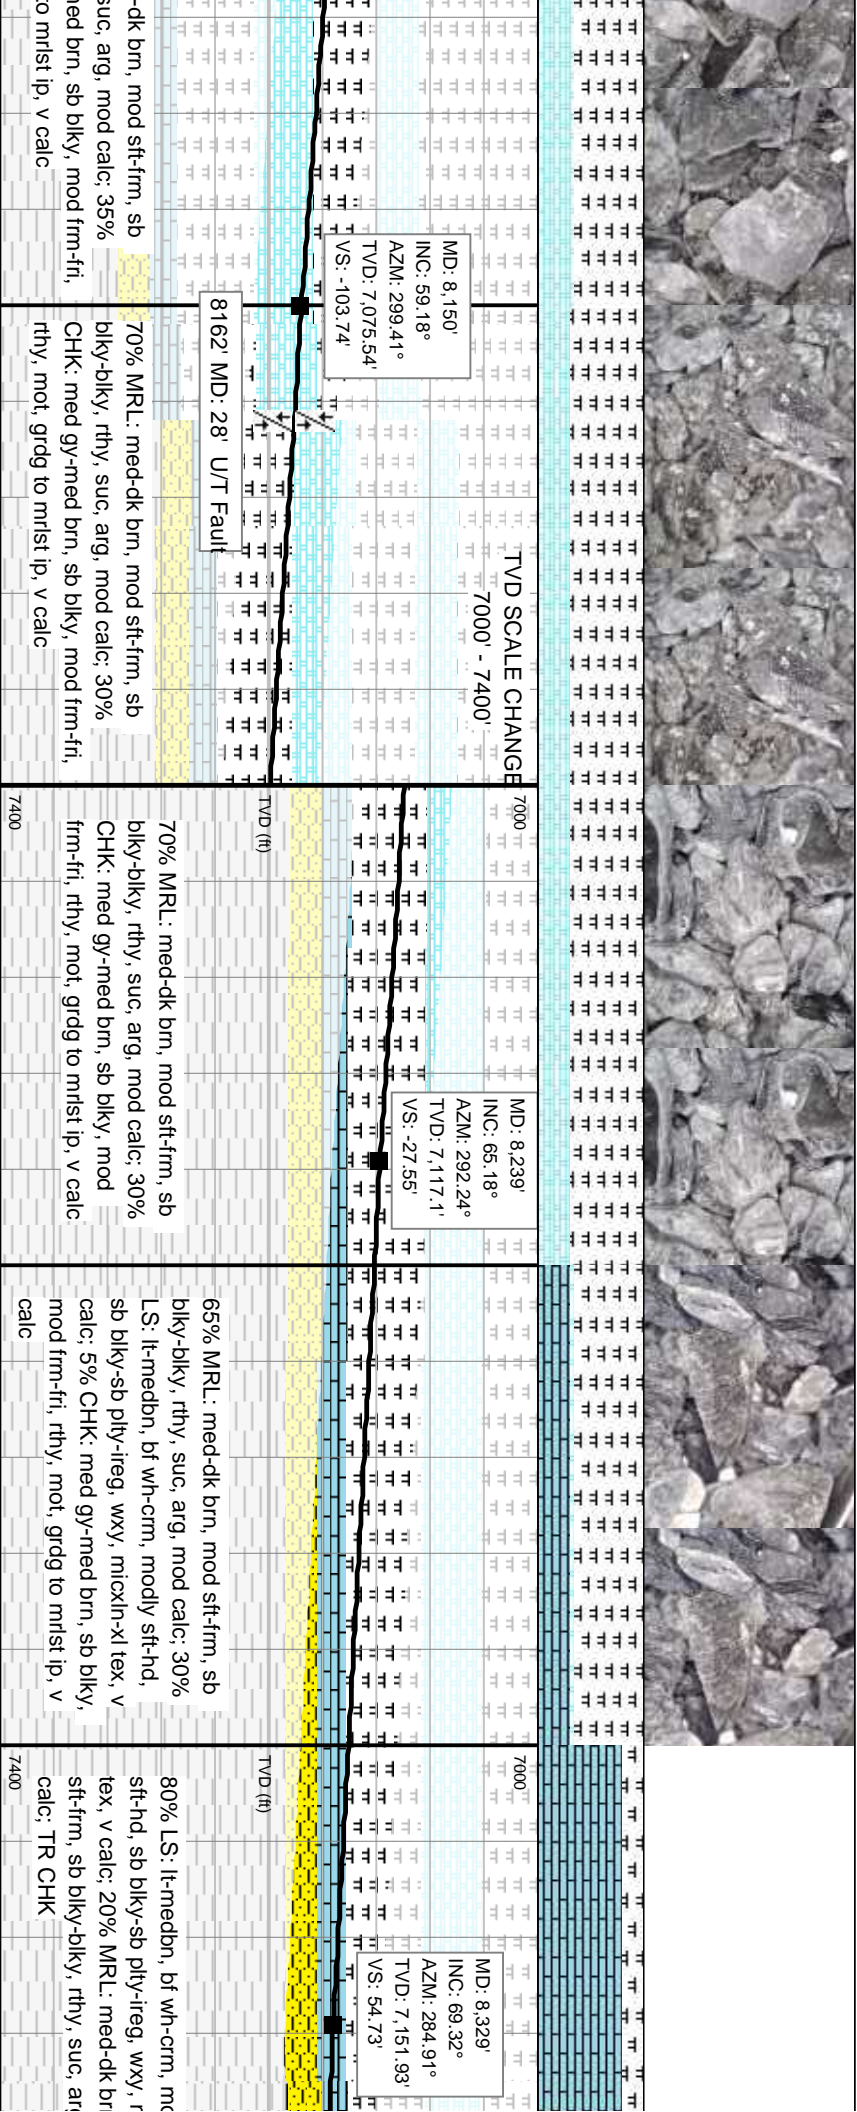 -dk brn, mod sft-frm, sb
suc, arg, mod calc; 35%
ned brn, sb blky, mod frm-fri,
to mrlst ip, v calc
MD: 8,150'
INC: 59.18°
AZM: 299.41°
TVD: 7,075.54'
VS: -103.74'
8162' MD: 28' U/T Fault
70% MRL: med-dk brn, mod sft-frm, sb
blky-blky, rthy, suc, arg, mod calc; 30%
CHK: med gy-med brn, sb blky, mod frm-fri,
rthy, mot, grdg to mrlst ip, v calc
TVD SCALE CHANGE
7000' - 7400'
7000
TVD (ft)
7400
70% MRL: med-dk brn, mod sft-frm, sb
blky-blky, rthy, suc, arg, mod calc; 30%
CHK: med gy-med brn, sb blky, mod
frm-fri, rthy, mot, grdg to mrlst ip, v calc
MD: 8,239'
INC: 65.18°
AZM: 292.24°
TVD: 7,117.1'
VS: -27.55'
65% MRL: med-dk brn, mod sft-frm, sb
blky-blky, rthy, suc, arg, mod calc; 30%
LS: lt-medbn, bf wh-crm, modly sft-hd,
sb blky-sb plty-ireg, wxy, micxln-xl tex, v
calc; 5% CHK: med gy-med brn, sb blky,
mod frm-fri, rthy, mot, grdg to mrlst ip, v
calc
7000
TVD (ft)
7400
80% LS: lt-medbn, bf wh-crm, mo
sft-hd, sb blky-sb plty-ireg, wxy, r
tex, v calc; 20% MRL: med-dk br
sft-frm, sb blky-blky, rthy, suc, arg
calc; TR CHK
MD: 8,329'
INC: 69.32°
AZM: 284.91°
TVD: 7,151.93'
VS: 54.73'